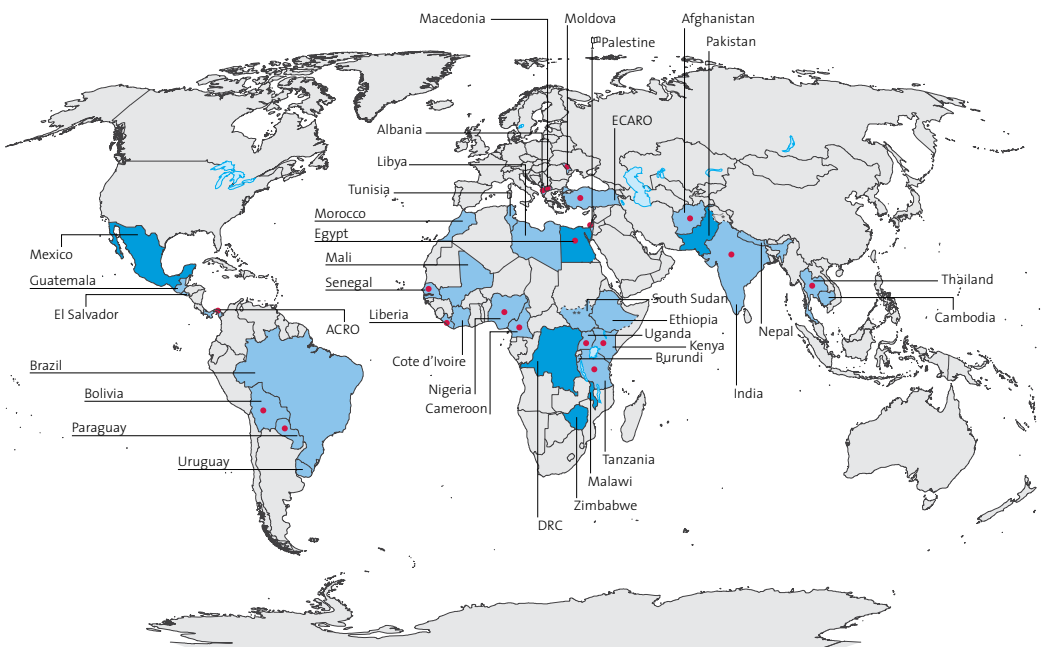 Macedonia
Moldova
Afghanistan
Palestine
Pakistan
ECARO
Albania
Libya
Tunisia
Morocco
Egypt
Mexico
Mali
Guatemala
Senegal
Thailand
South Sudan
El Salvador
Liberia
ACRO
Ethiopia
Cambodia
Uganda
Nepal
Kenya
Burundi
Cote d'Ivoire
Brazil
Nigeria
India
Bolivia
Cameroon
Paraguay
Uruguay
Tanzania
Malawi
Zimbabwe
DRC